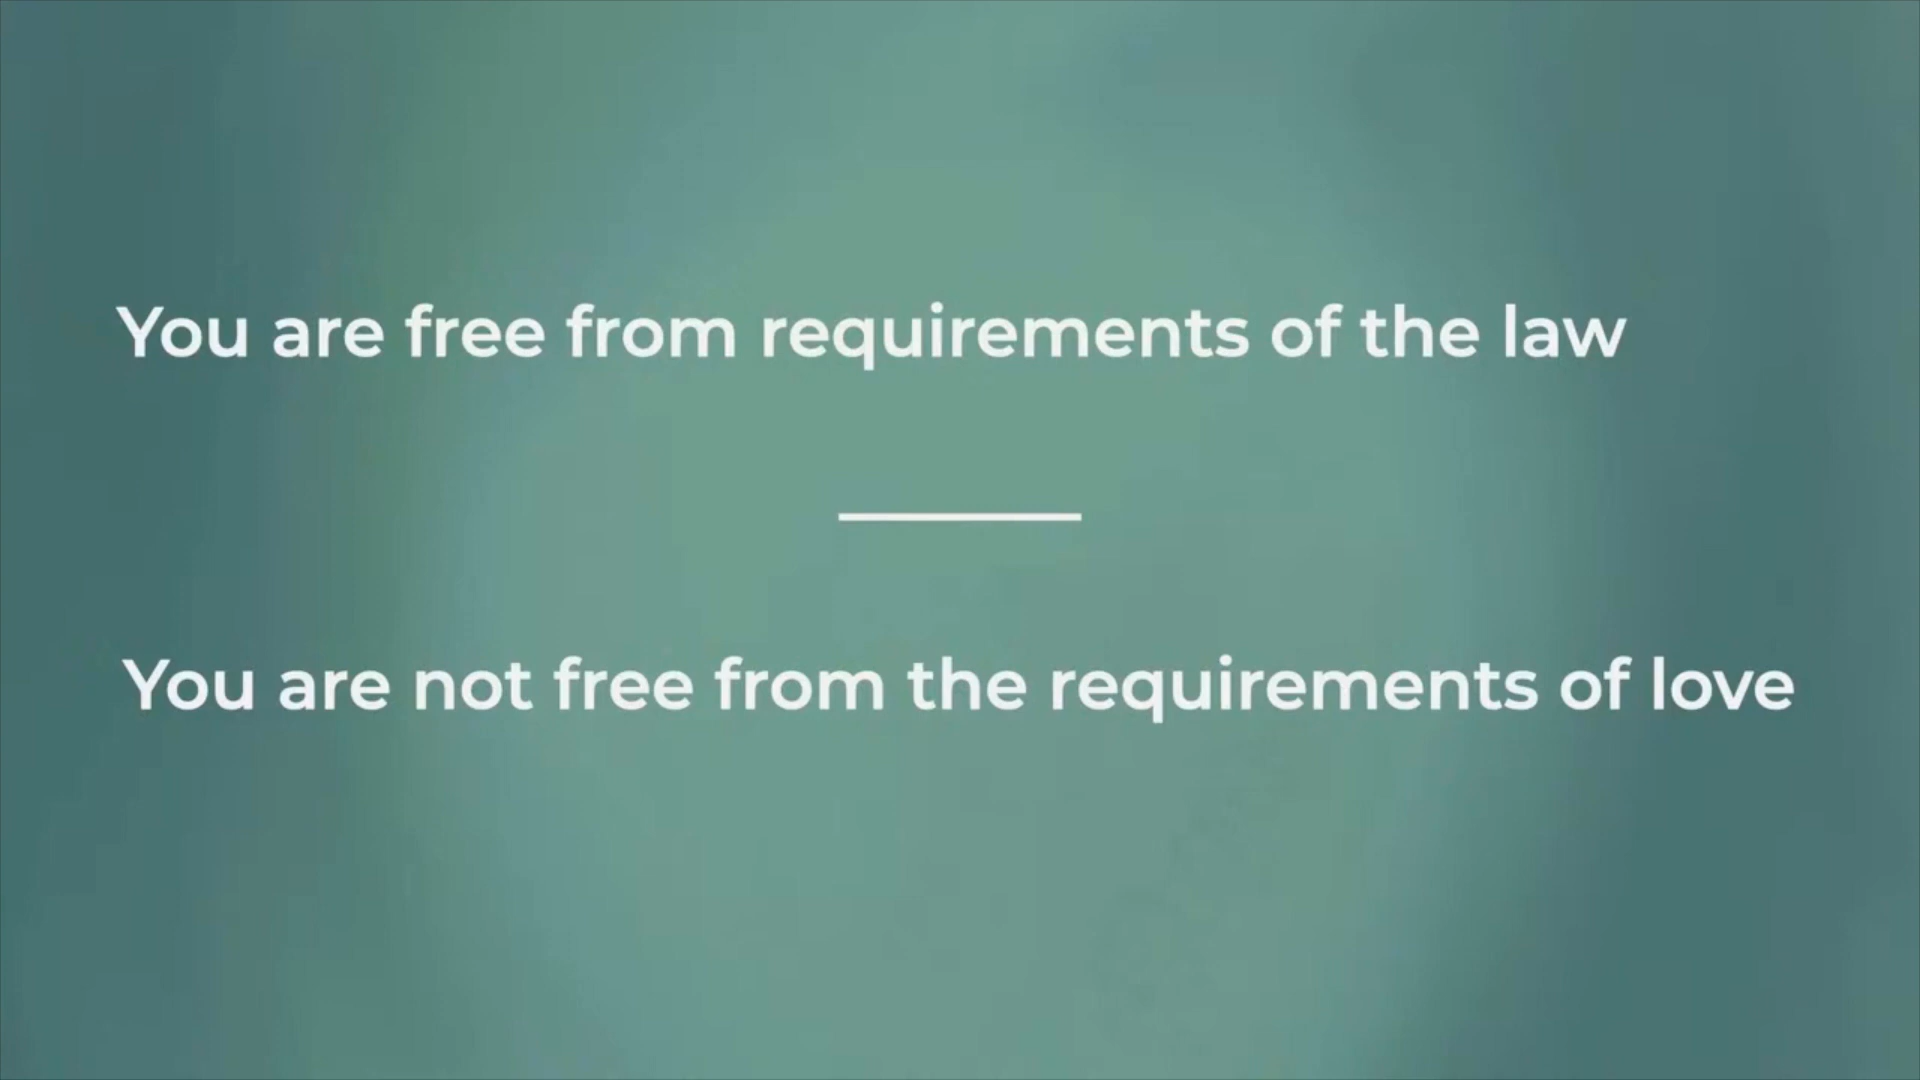 You are free from requirements of the law
You are not free from the requirements of love